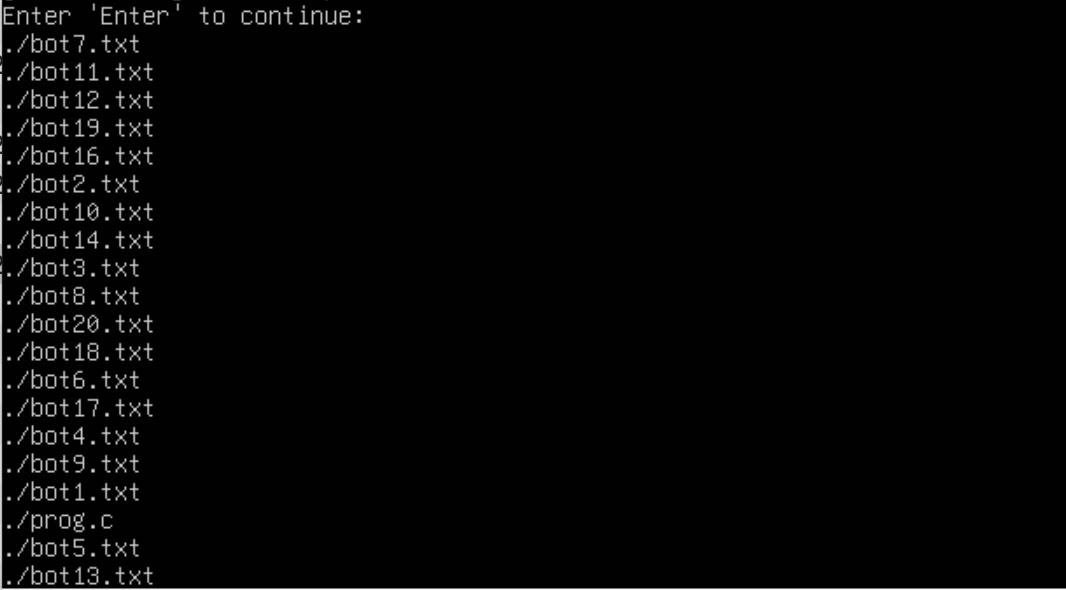 Enter 'Enter' to continue:
./bot7.txt
./bot11.txt
./bot12.txt
./bot19.txt
./bot16.txt
./bot2.txt
./bot10.txt
./bot14.txt
./bot3.txt
./bot8.txt
./bot20.txt
./bot18.txt
./bot6.txt
./bot17.txt
./bot4.txt
./bot9.txt
./bot1.txt
./prog.c
./bot5.txt
./bot13.txt